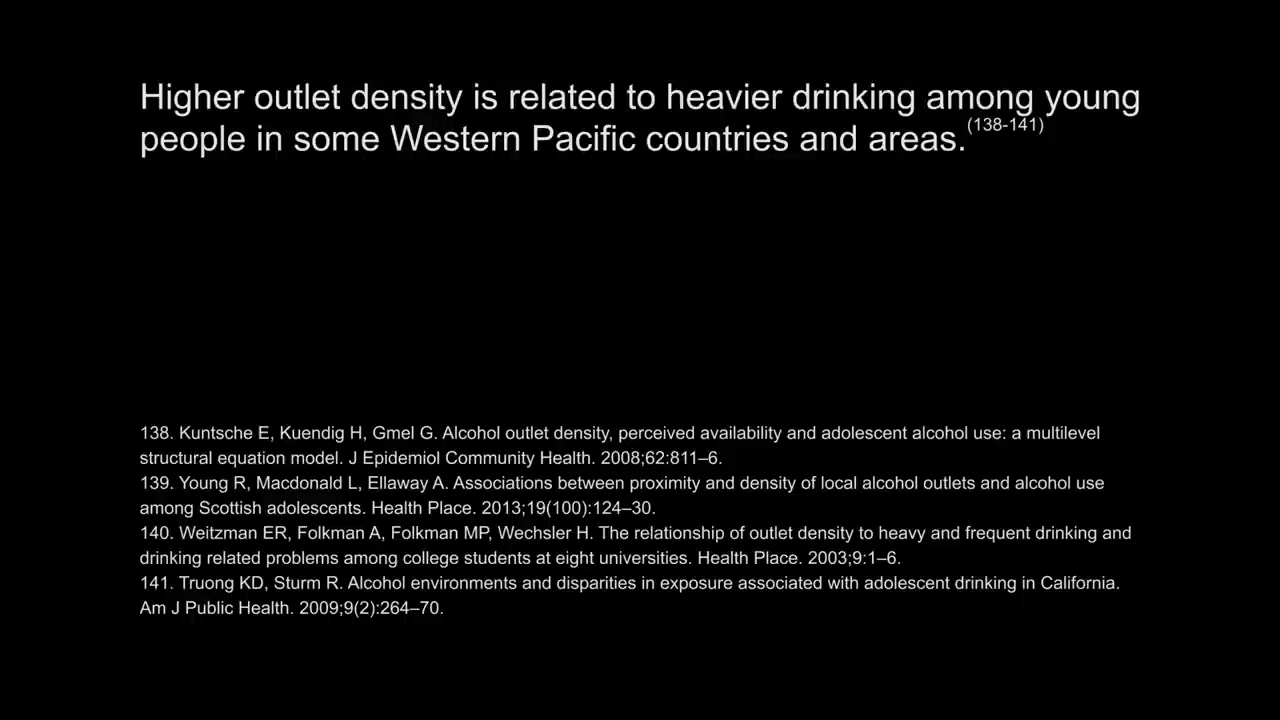 Higher outlet density is related to heavier drinking among young
people in some Western Pacific countries and areas.(138-141)
138. Kuntsche E, Kuendig H, Gmel G. Alcohol outlet density, perceived availability and adolescent alcohol use: a multilevel
structural equation model. J Epidemiol Community Health. 2008;62:811–6.
139. Young R, Macdonald L, Ellaway A. Associations between proximity and density of local alcohol outlets and alcohol use
among Scottish adolescents. Health Place. 2013;19(100):124–30.
140. Weitzman ER, Folkman A, Folkman MP, Wechsler H. The relationship of outlet density to heavy and frequent drinking and
drinking related problems among college students at eight universities. Health Place. 2003;9:1–6.
141. Truong KD, Sturm R. Alcohol environments and disparities in exposure associated with adolescent drinking in California.
Am J Public Health. 2009;9(2):264–70.